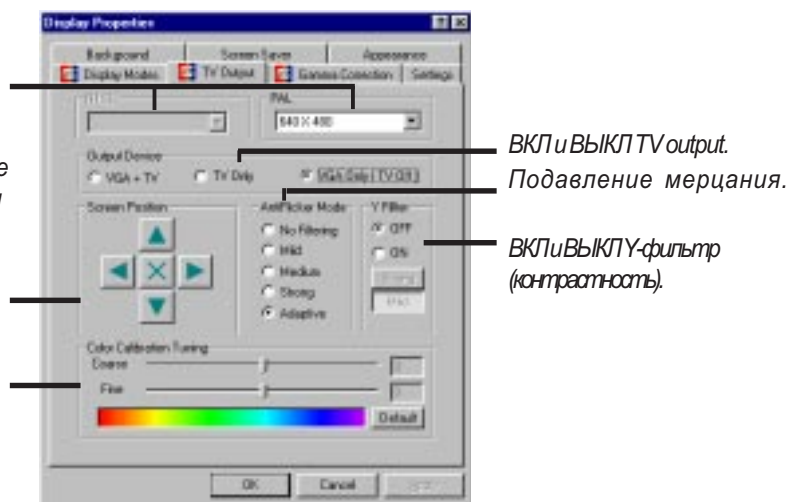 Display Properties
Background Screen Saver Appearance
Display Modes TV Output Gamma Correction Settings
PAL
640 X 480
Output Device
VGA + TV TV Only VGA Only (TV Off)
Screen Position AntiFlicker Mode Y Filter
No Filtering OFF
Mild ON
Medium
Strong
Adaptive
Color Calibration Tuning
Coarse
Fine
Default
OK Cancel
е
ВКЛ и ВЫКЛ TV output.
Подавление мерцания.
ВКЛ и ВЫКЛ Y-фильтр
(контрастность).